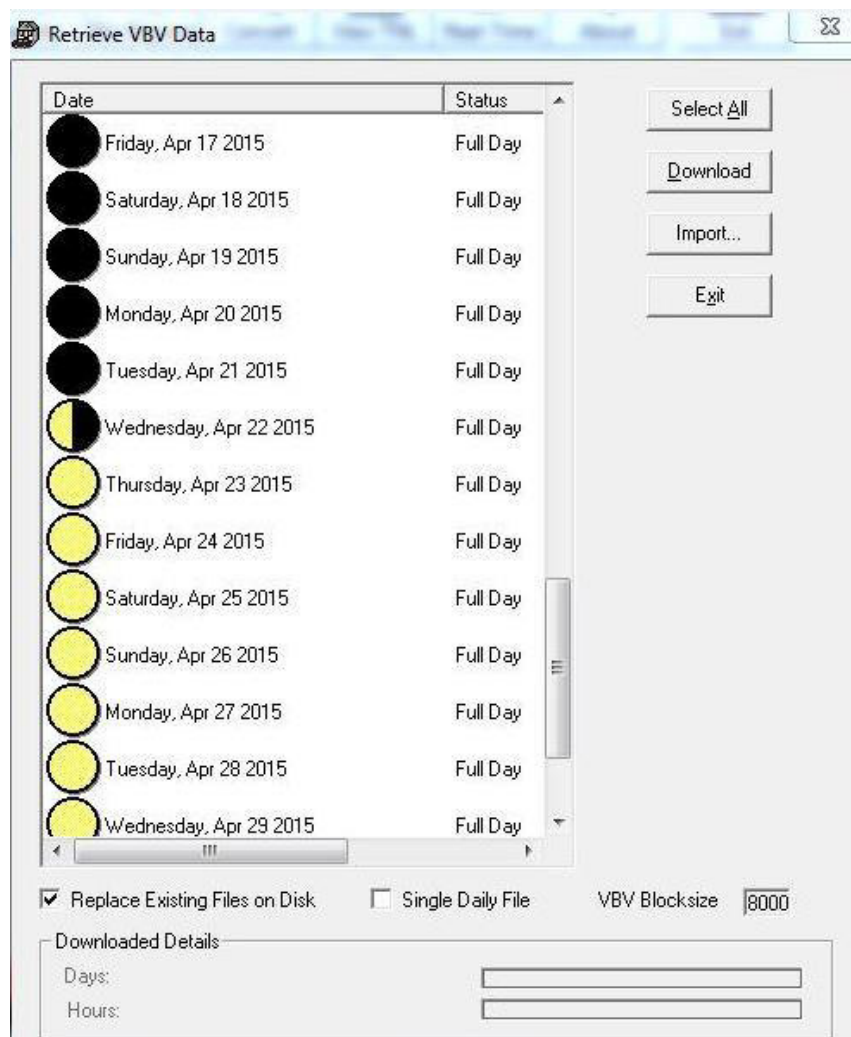 Retrieve VBV Data
Date Status
Friday, Apr 17 2015 Full Day
Saturday, Apr 18 2015 Full Day
Sunday, Apr 19 2015 Full Day
Monday, Apr 20 2015 Full Day
Tuesday, Apr 21 2015 Full Day
Wednesday, Apr 22 2015 Full Day
Thursday, Apr 23 2015 Full Day
Friday, Apr 24 2015 Full Day
Saturday, Apr 25 2015 Full Day
Sunday, Apr 26 2015 Full Day
Monday, Apr 27 2015 Full Day
Tuesday, Apr 28 2015 Full Day
Wednesday, Apr 29 2015 Full Day
Select All
Download
Import...
Exit
Replace Existing Files on Disk Single Daily File VBV Blocksize 8000
Downloaded Details
Days:
Hours: